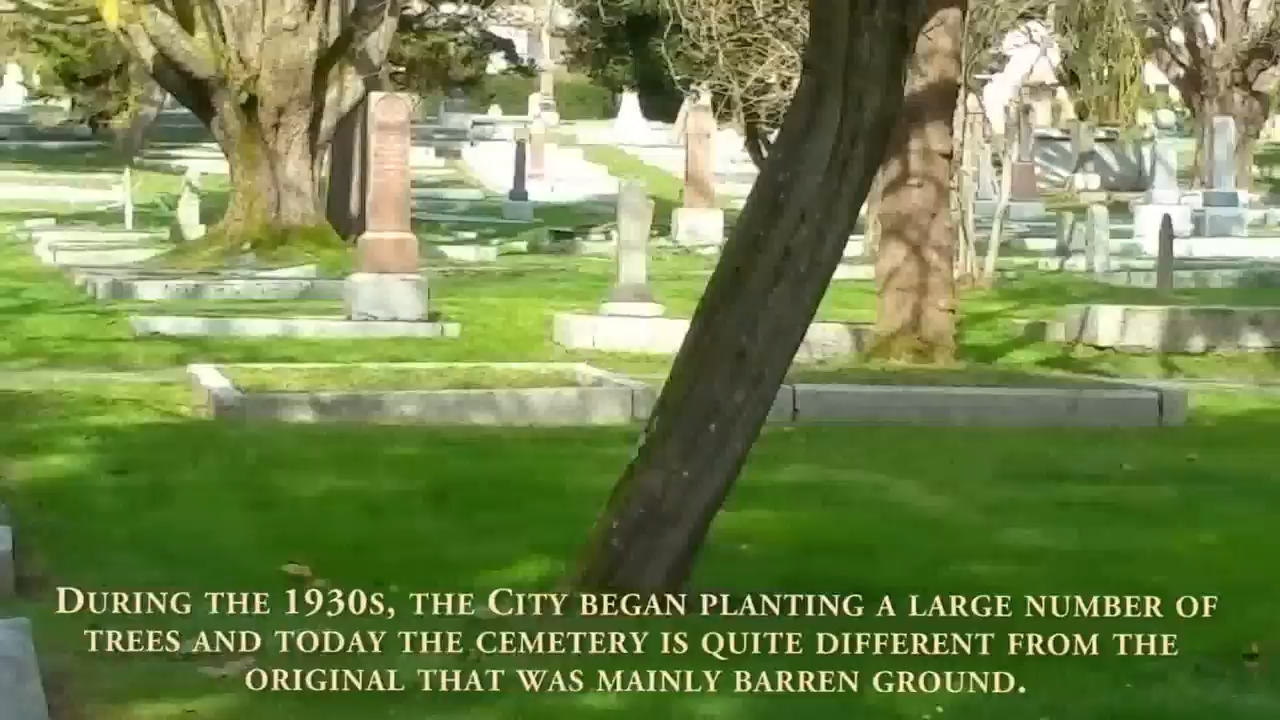 DURING THE 1930S, THE CITY BEGAN PLANTING A LARGE NUMBER OF
TREES AND TODAY THE CEMETERY IS QUITE DIFFERENT FROM THE
ORIGINAL THAT WAS MAINLY BARREN GROUND.